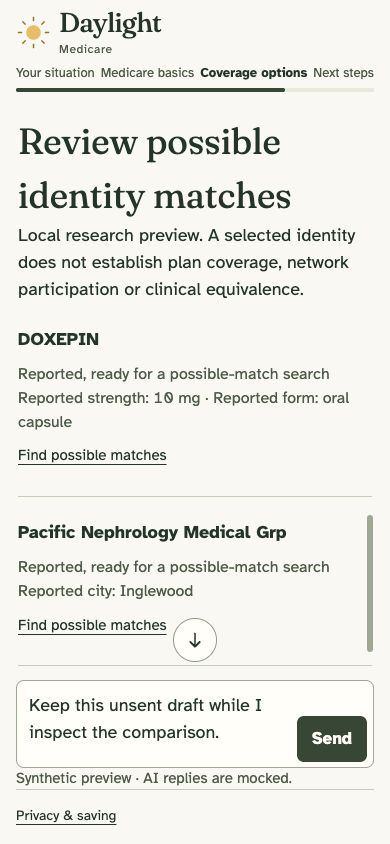 Daylight
Medicare
Your situation Medicare basics Coverage options Next steps
Review possible
identity matches
Local research preview. A selected identity
does not establish plan coverage, network
participation or clinical equivalence.
DOXEPIN
Reported, ready for a possible-match search
Reported strength: 10 mg · Reported form: oral
capsule
Find possible matches
Pacific Nephrology Medical Grp
Reported, ready for a possible-match search
Reported city: Inglewood
Find possible matches
Keep this unsent draft while I
inspect the comparison.
Send
Synthetic preview · AI replies are mocked.
Privacy & saving